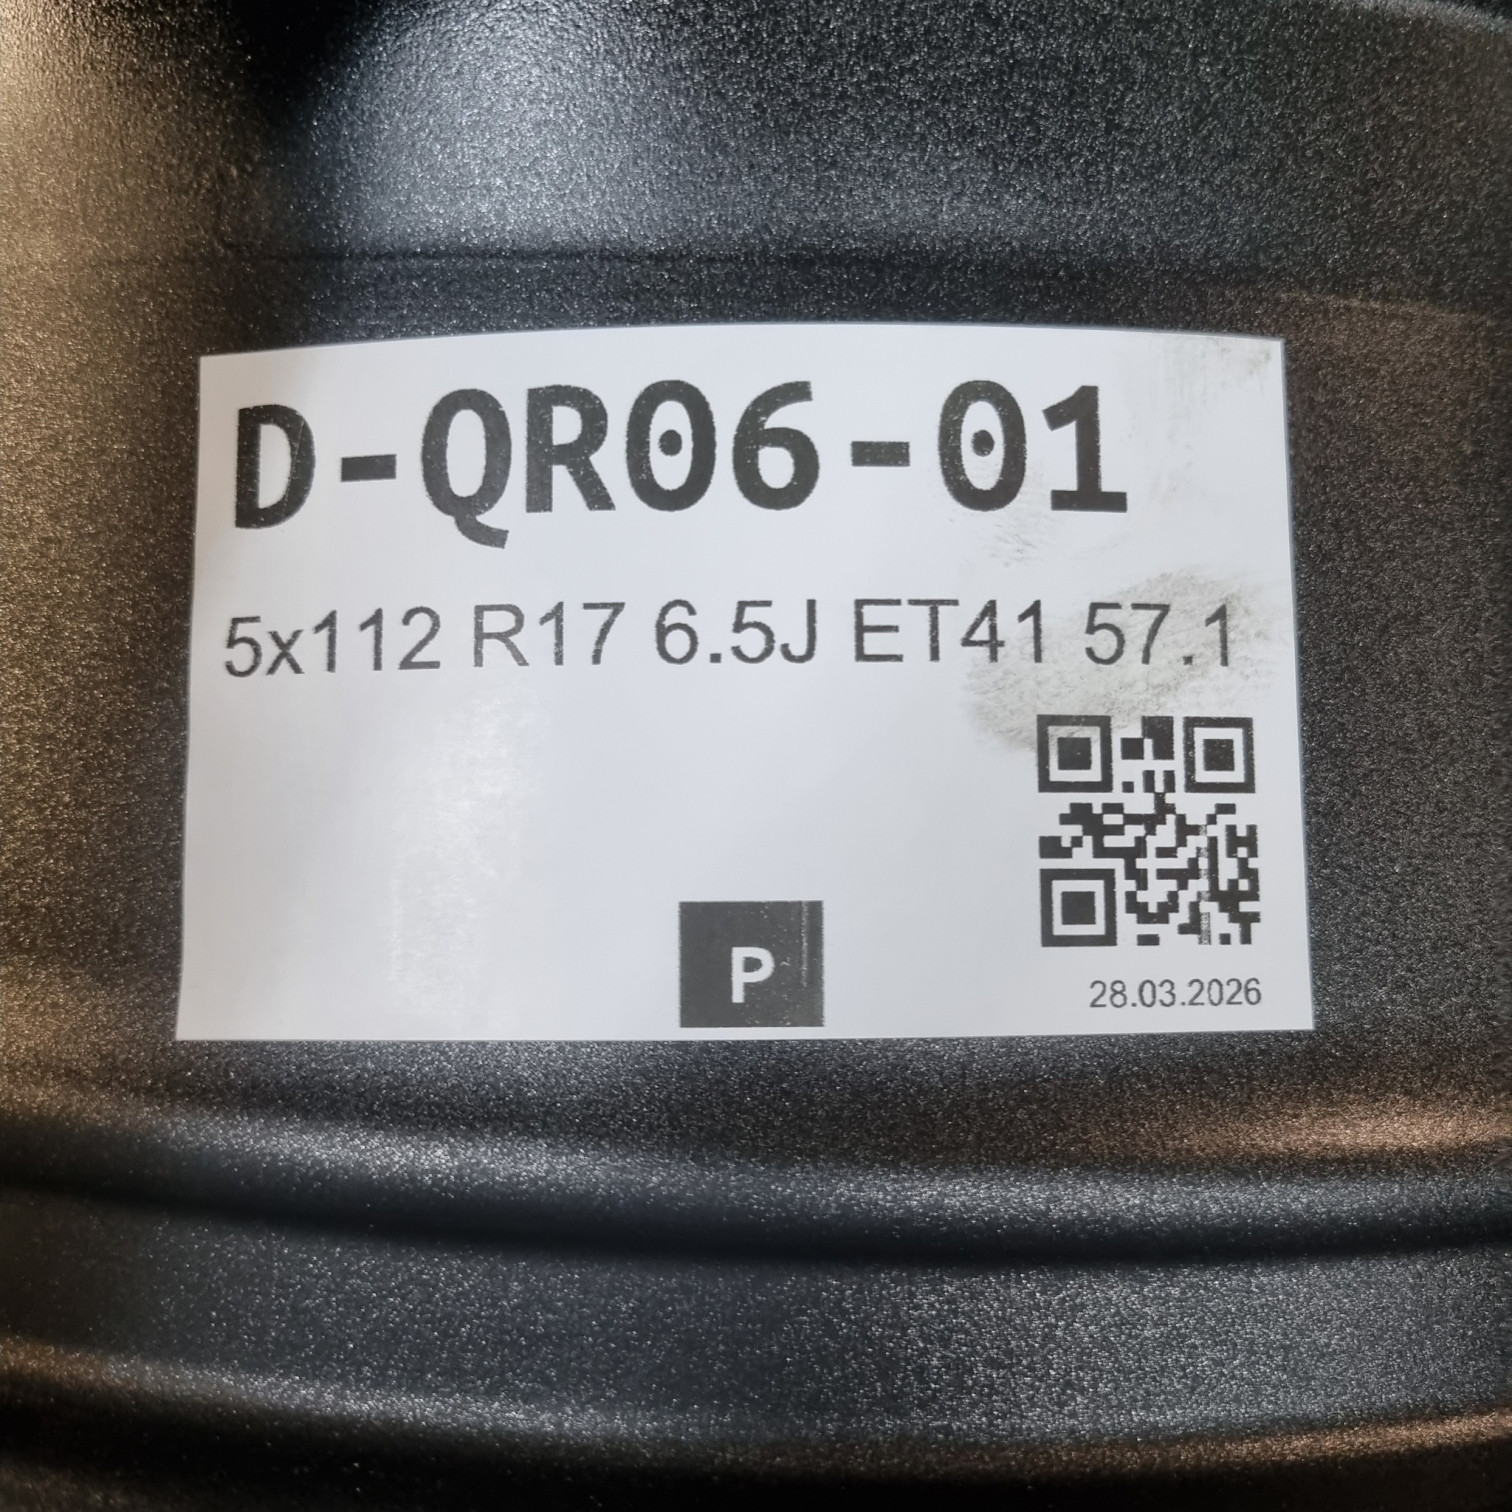 D-QR06-01
5x112 R17 6.5J ET41 57.1
P
28.03.2026